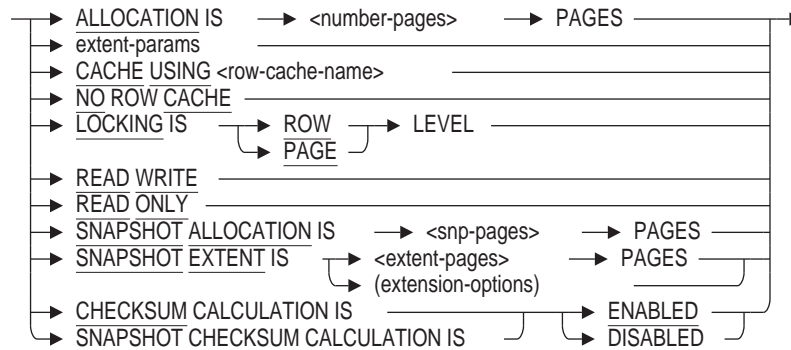 ALLOCATION IS <number-pages> PAGES
extent-params
CACHE USING <row-cache-name>
NO ROW CACHE
LOCKING IS ROW LEVEL
PAGE
READ WRITE
READ ONLY
SNAPSHOT ALLOCATION IS <snp-pages> PAGES
SNAPSHOT EXTENT IS <extent-pages> PAGES
(extension-options)
CHECKSUM CALCULATION IS ENABLED
SNAPSHOT CHECKSUM CALCULATION IS DISABLED